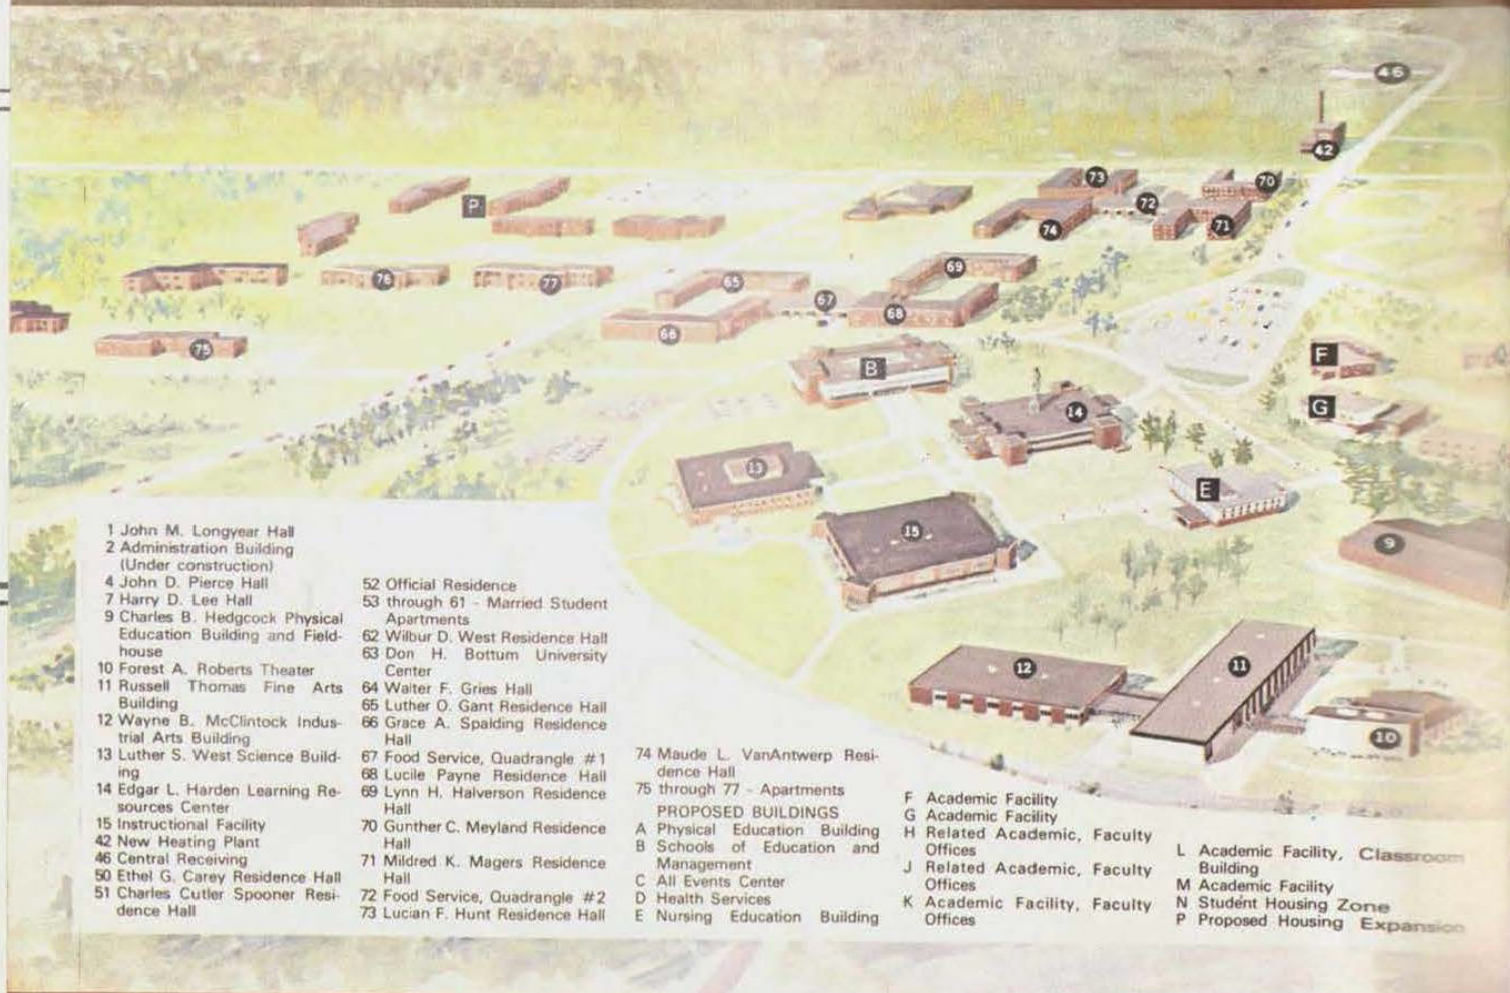 46
42
73
70
72
P
74
71
69
76
77
65
67
68
66
75
B
F
14
G
13
E
15
9
12
11
10
1 John M. Longyear Hall
2 Administration Building
(Under construction)
4 John D. Pierce Hall
7 Harry D. Lee Hall
9 Charles B. Hedgcock Physical
Education Building and Field-
house
10 Forest A. Roberts Theater
11 Russell Thomas Fine Arts
Building
12 Wayne B. McClintock Indus-
trial Arts Building
13 Luther S. West Science Build-
ing
14 Edgar L. Harden Learning Re-
sources Center
15 Instructional Facility
42 New Heating Plant
46 Central Receiving
50 Ethel G. Carey Residence Hall
51 Charles Cutler Spooner Resi-
dence Hall
52 Official Residence
53 through 61 - Married Student
Apartments
62 Wilbur D. West Residence Hall
63 Don H. Bottum University
Center
64 Walter F. Gries Hall
65 Luther O. Gant Residence Hall
66 Grace A. Spalding Residence
Hall
67 Food Service, Quadrangle #1
68 Lucile Payne Residence Hall
69 Lynn H. Halverson Residence
Hall
70 Gunther C. Meyland Residence
Hall
71 Mildred K. Magers Residence
Hall
72 Food Service, Quadrangle #2
73 Lucian F. Hunt Residence Hall
74 Maude L. VanAntwerp Resi-
dence Hall
75 through 77 - Apartments
PROPOSED BUILDINGS
A Physical Education Building
B Schools of Education and
Management
C All Events Center
D Health Services
E Nursing Education Building
F Academic Facility
G Academic Facility
H Related Academic, Faculty
Offices
J Related Academic, Faculty
Offices
K Academic Facility, Faculty
Offices
L Academic Facility, Classroom
Building
M Academic Facility
N Student Housing Zone
P Proposed Housing Expansion